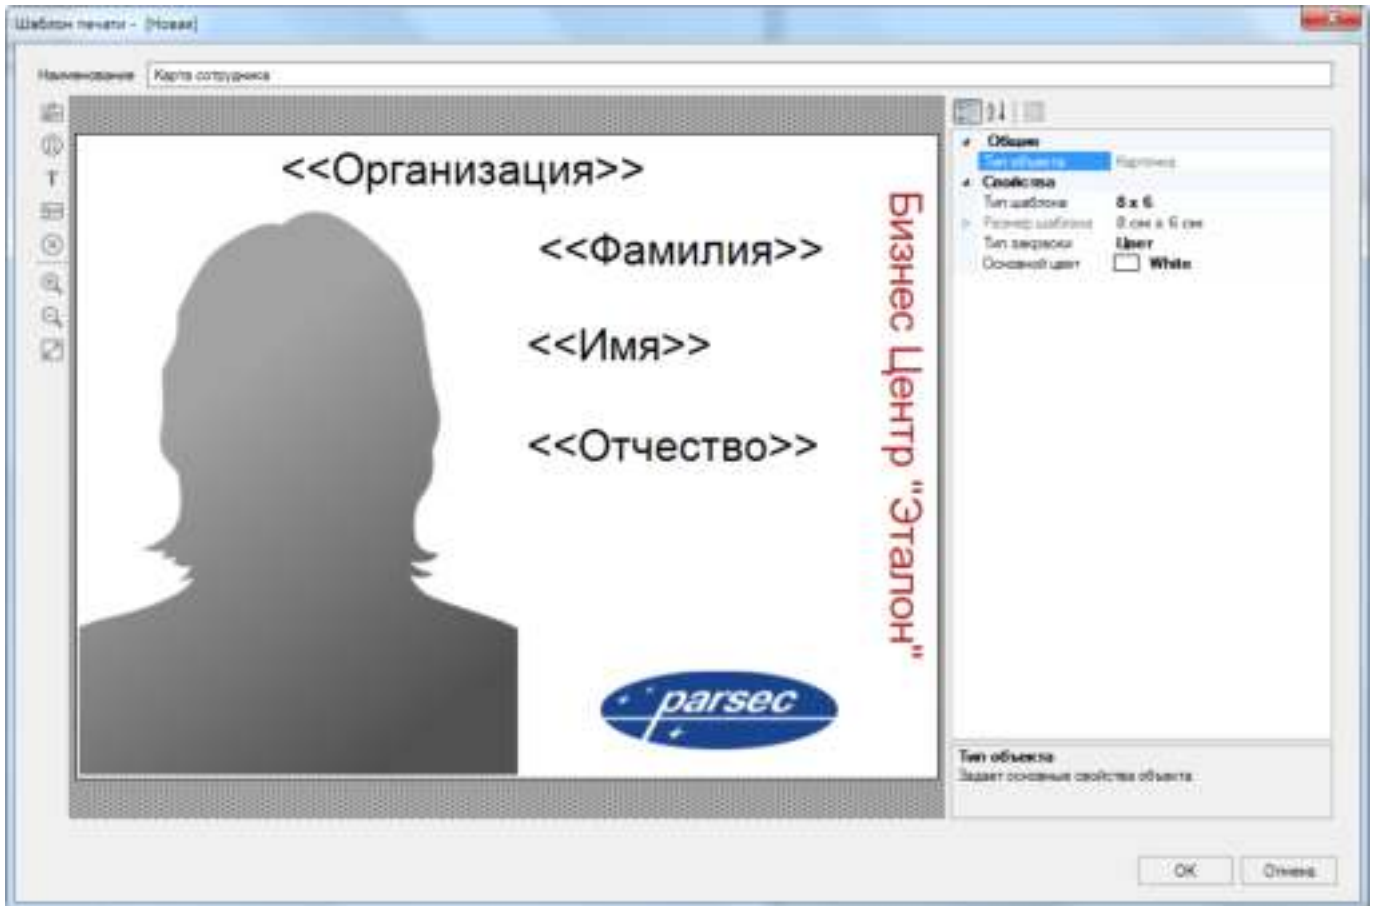 Шаблон печати - [Новая]
Наименование Карта сотрудника
T
<<Организация>>
<<Фамилия>>
<<Имя>>
<<Отчество>>
Бизнес Центр "Эталон"
parsec
Общие
Тип объекта Карточка
Свойства
Тип шаблона 8 x 6
Размер шаблона 8 см x 6 см
Тип закраски Цвет
Основной цвет White
Тип объекта
Задает основные свойства объекта
OK Отмена